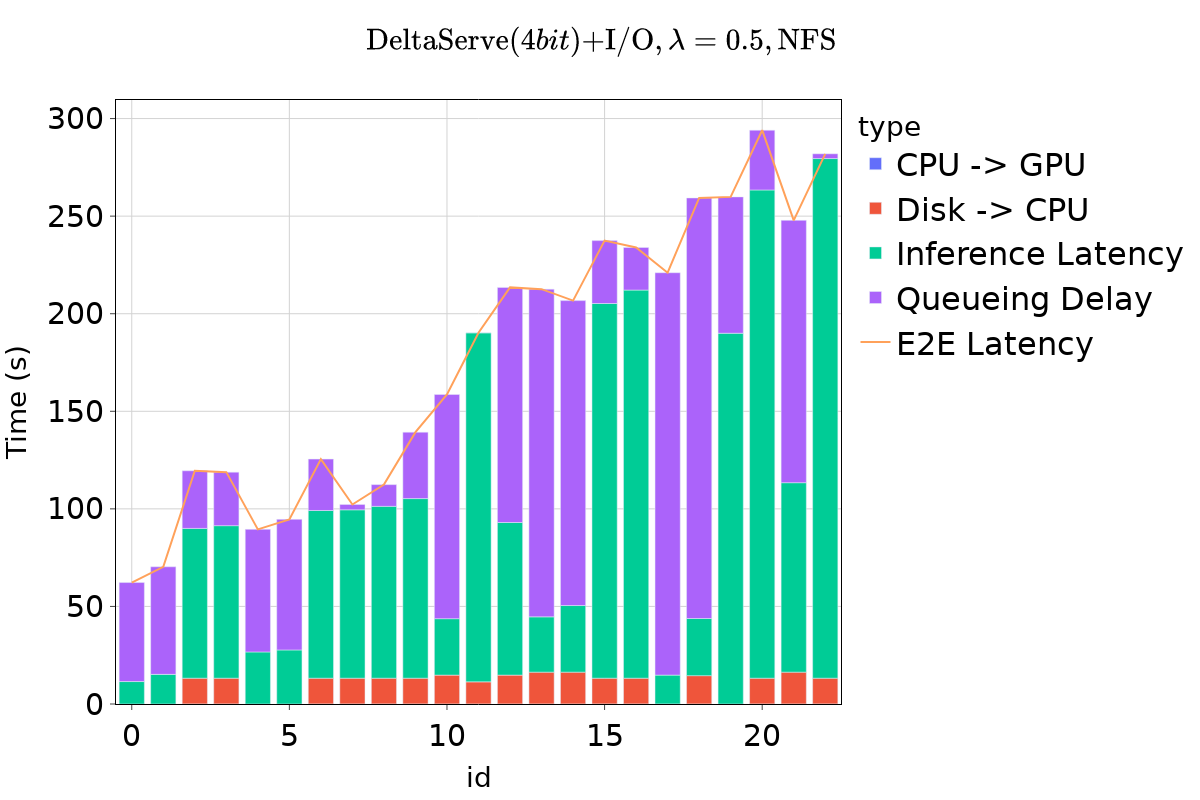 DeltaServe(4bit)+I/O, λ = 0.5, NFS
300
250
200
150
100
50
0
Time (s)
0 5 10 15 20
id
type
CPU -> GPU
Disk -> CPU
Inference Latency
Queueing Delay
E2E Latency